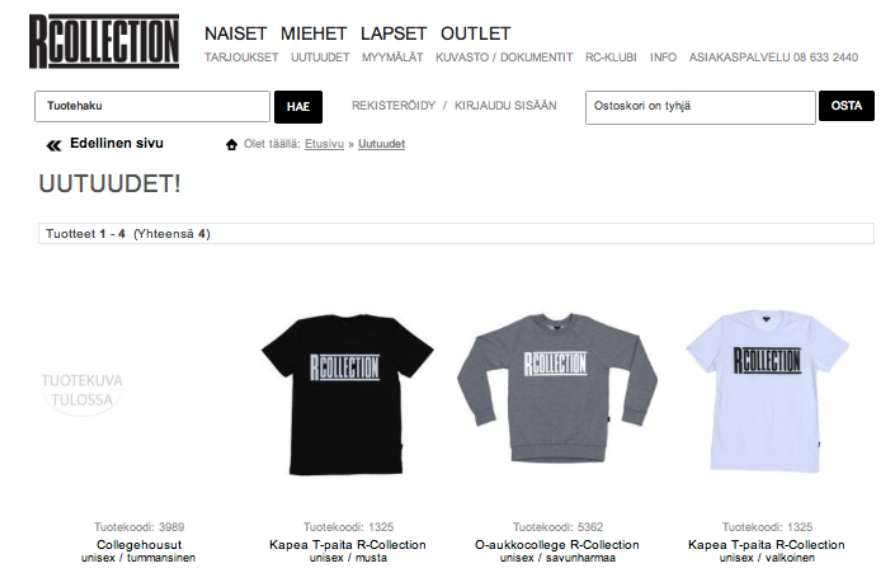 RCOLLECTION
NAISET MIEHET LAPSET OUTLET
TARJOUKSET UUTUUDET MYYMÄLÄT KUVASTO / DOKUMENTIT RC-KLUBI INFO ASIAKASPALVELU 08 633 2440
Tuotehaku HAE REKISTERÖIDY / KIRJAUDU SISÄÄN Ostoskori on tyhjä OSTA
« Edellinen sivu Olet täällä: Etusivu » Uutuudet
UUTUUDET!
Tuotteet 1 - 4 (Yhteensä 4)
TUOTEKUVA
TULOSSA
RCOLLECTION
RCOLLECTION
RCOLLECTION
Tuotekoodi: 3989
Collegehousut
unisex / tummansinen
Tuotekoodi: 1325
Kapea T-paita R-Collection
unisex / musta
Tuotekoodi: 5362
O-aukkocollege R-Collection
unisex / savunharmaa
Tuotekoodi: 1325
Kapea T-paita R-Collection
unisex / valkoinen